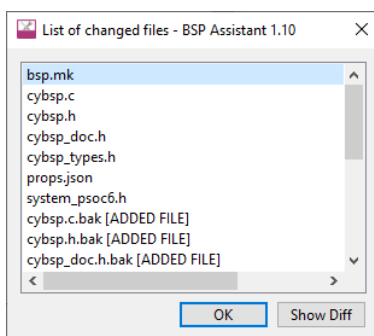 List of changed files - BSP Assistant 1.10
bsp.mk
cybsp.c
cybsp.h
cybsp_doc.h
cybsp_types.h
props.json
system_psoc6.h
cybsp.c.bak [ADDED FILE]
cybsp.h.bak [ADDED FILE]
cybsp_doc.h.bak [ADDED FILE]
OK
Show Diff